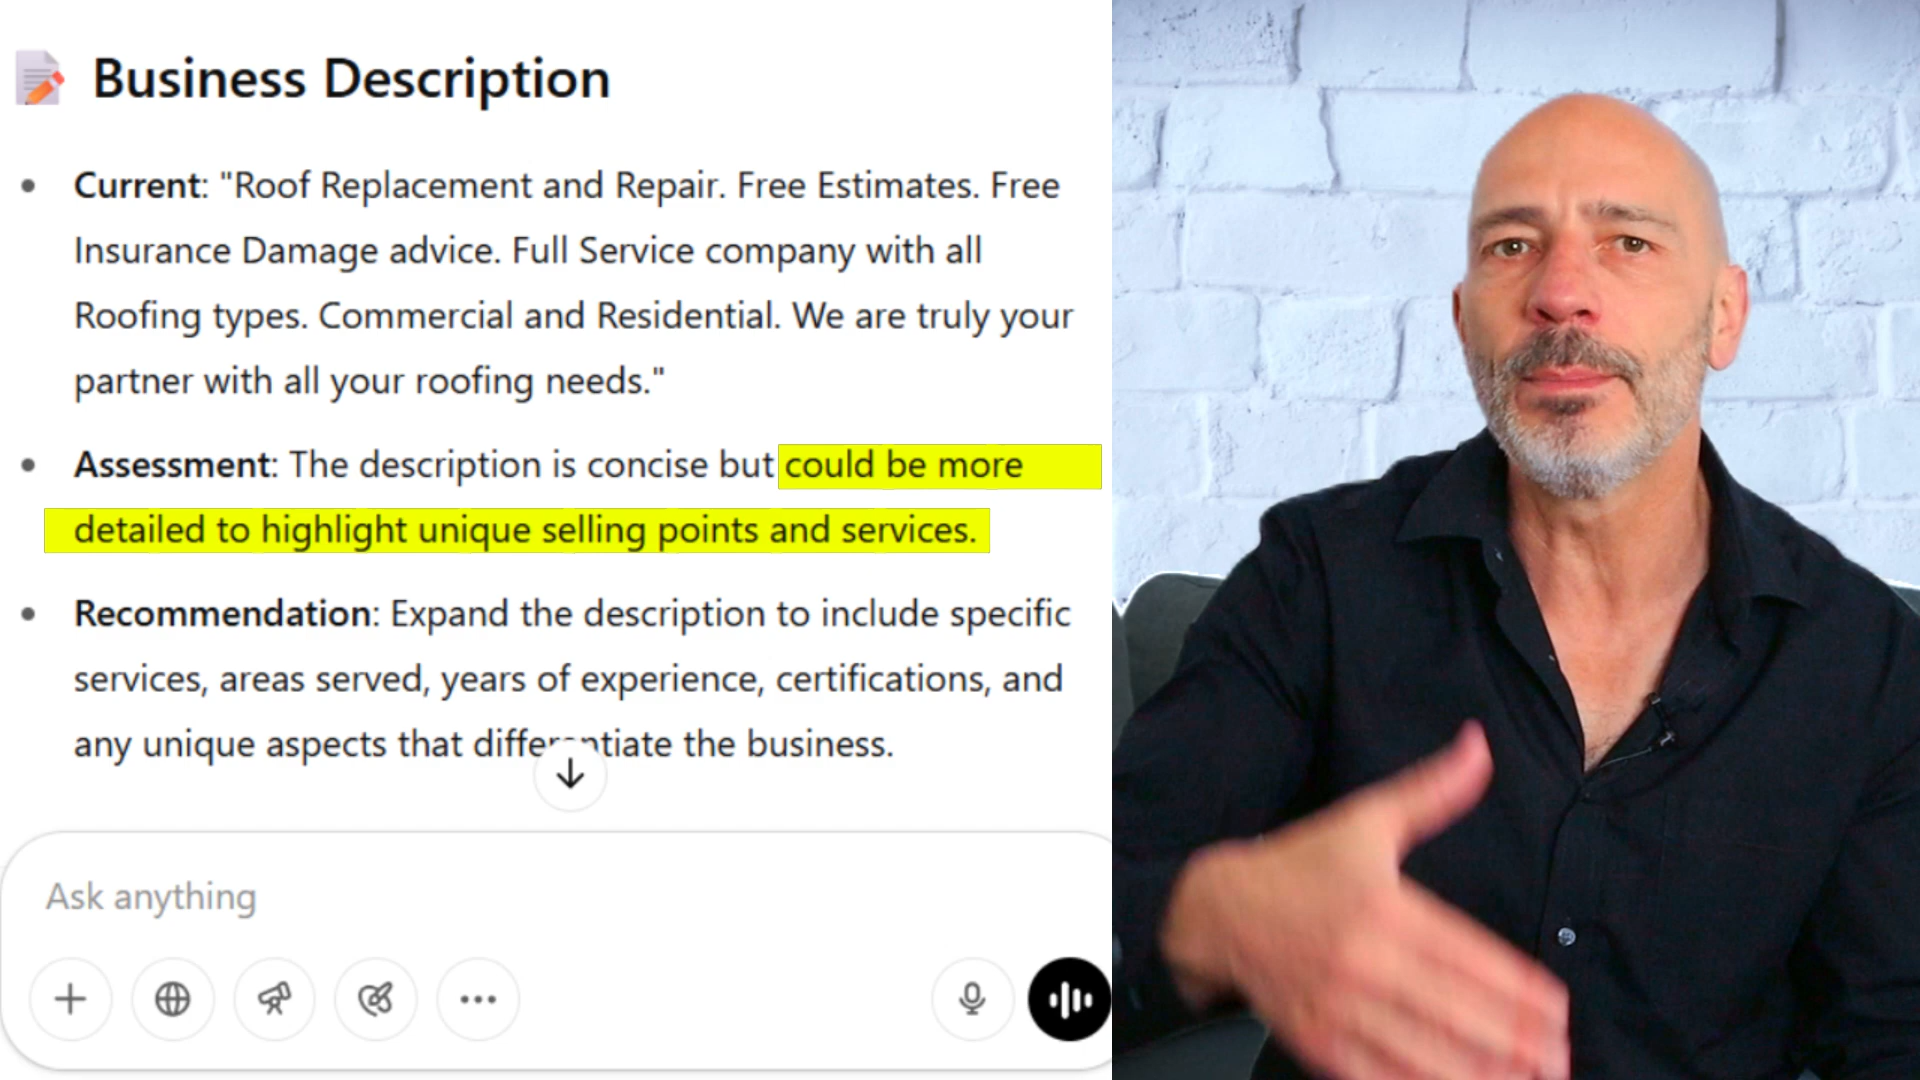 Business Description
• Current: "Roof Replacement and Repair. Free Estimates. Free
Insurance Damage advice. Full Service company with all
Roofing types. Commercial and Residential. We are truly your
partner with all your roofing needs."
• Assessment: The description is concise but could be more
detailed to highlight unique selling points and services.
• Recommendation: Expand the description to include specific
services, areas served, years of experience, certifications, and
any unique aspects that differentiate the business.
Ask anything